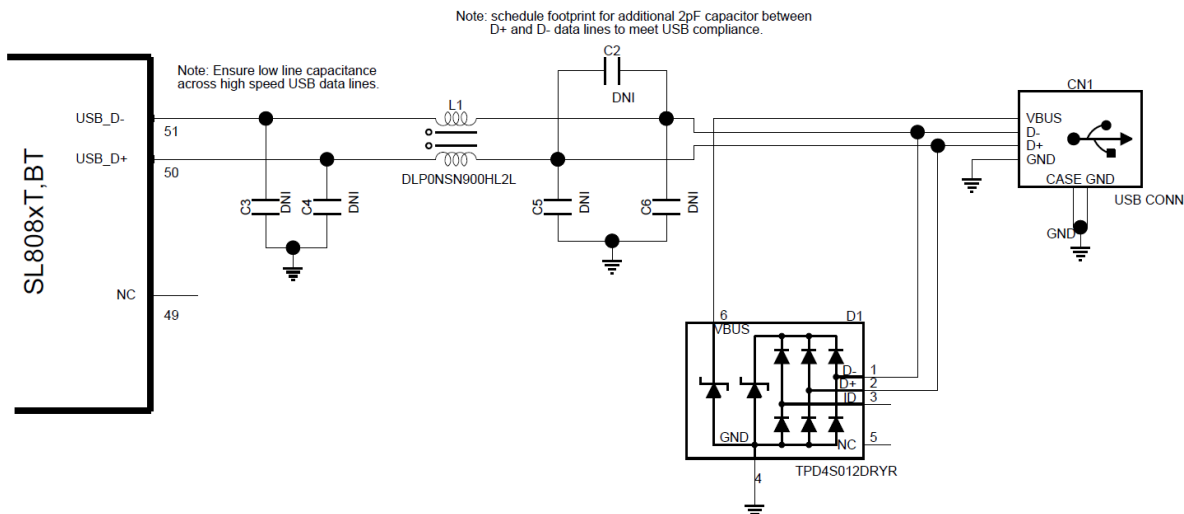 Note: schedule footprint for additional 2pF capacitor between
D+ and D- data lines to meet USB compliance.
C2
DNI
Note: Ensure low line capacitance
across high speed USB data lines.
L1
CN1
USB_D-
51
USB_D+
50
DLP0NSN900HL2L
VBUS
D-
D+
GND
CASE GND
USB CONN
GND
C3
DNI
C4
DNI
C5
DNI
C6
DNI
SL808xT,BT
NC
49
6
D1
VBUS
D-
1
D+
2
ID
3
GND
NC
5
4
TPD4S012DRYR